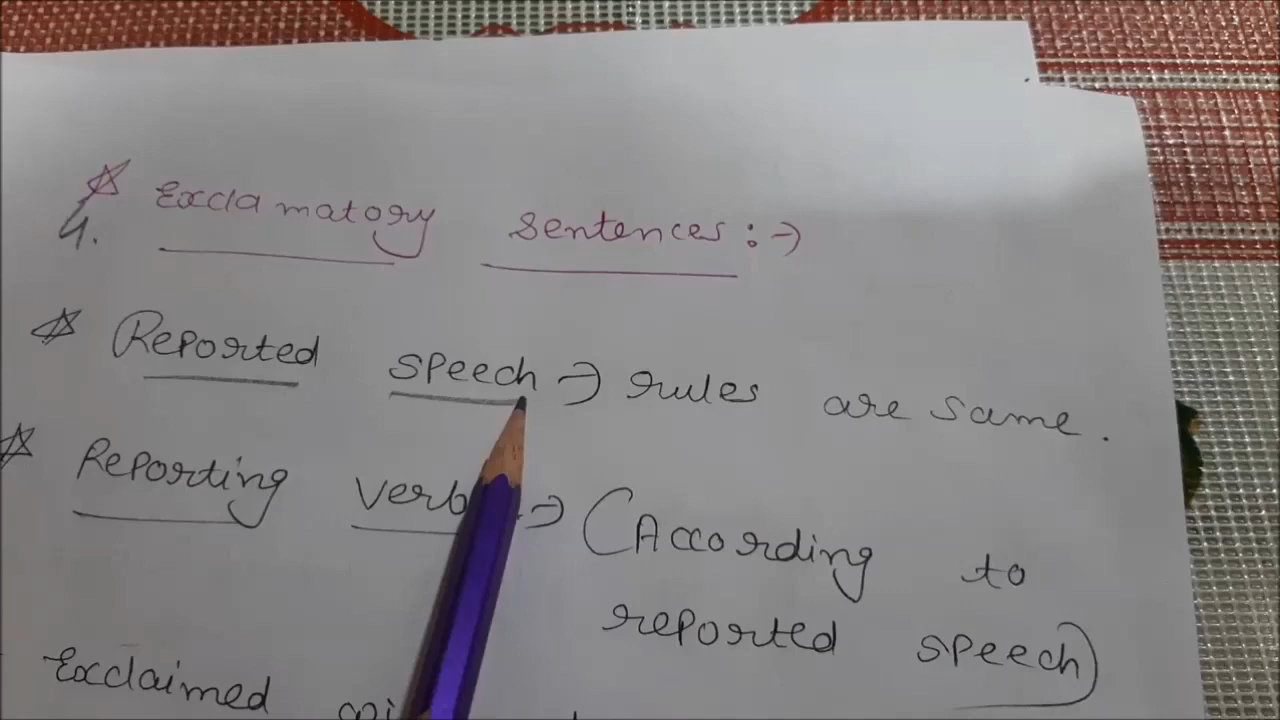 ☆ Exclamatory sentences :→
4.
☆ Reported speech → rules are same.
☆ Reporting verb → (According to
reported speech)
Exclaimed